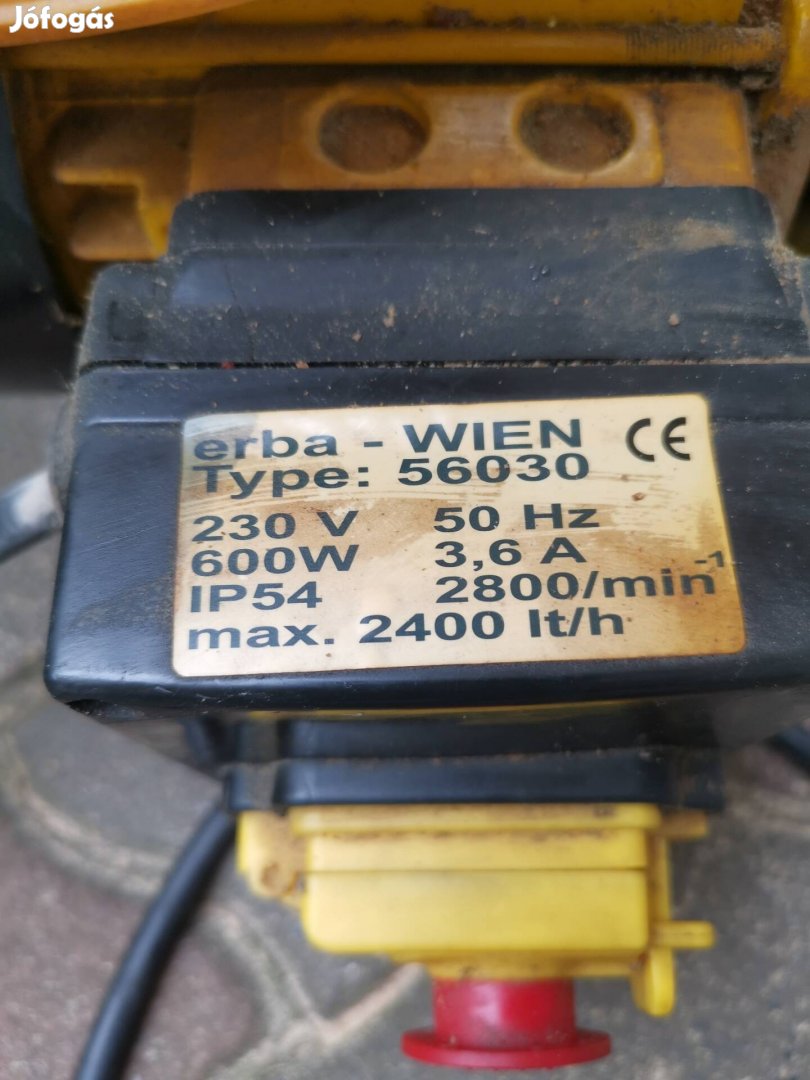 Jófogás
erba - WIEN CE
Type: 56030
230 V 50 Hz
600W 3,6 A
IP54 2800/min⁻¹
max. 2400 lt/h